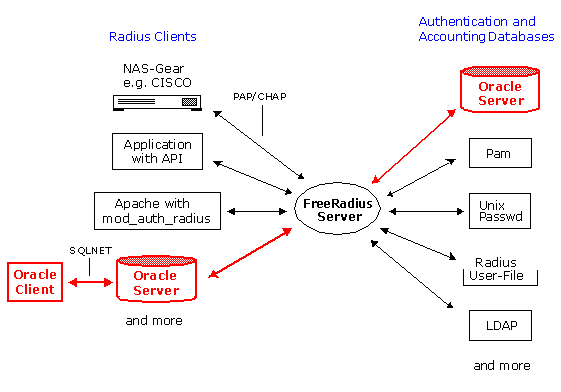 Radius Clients
Authentication and
Accounting Databases
NAS-Gear
e.g. CISCO
PAP/CHAP
Oracle
Server
Application
with API
Pam
Apache with
mod_auth_radius
FreeRadius
Server
Unix
Passwd
SQLNET
Oracle
Client
Oracle
Server
Radius
User-File
and more
LDAP
and more